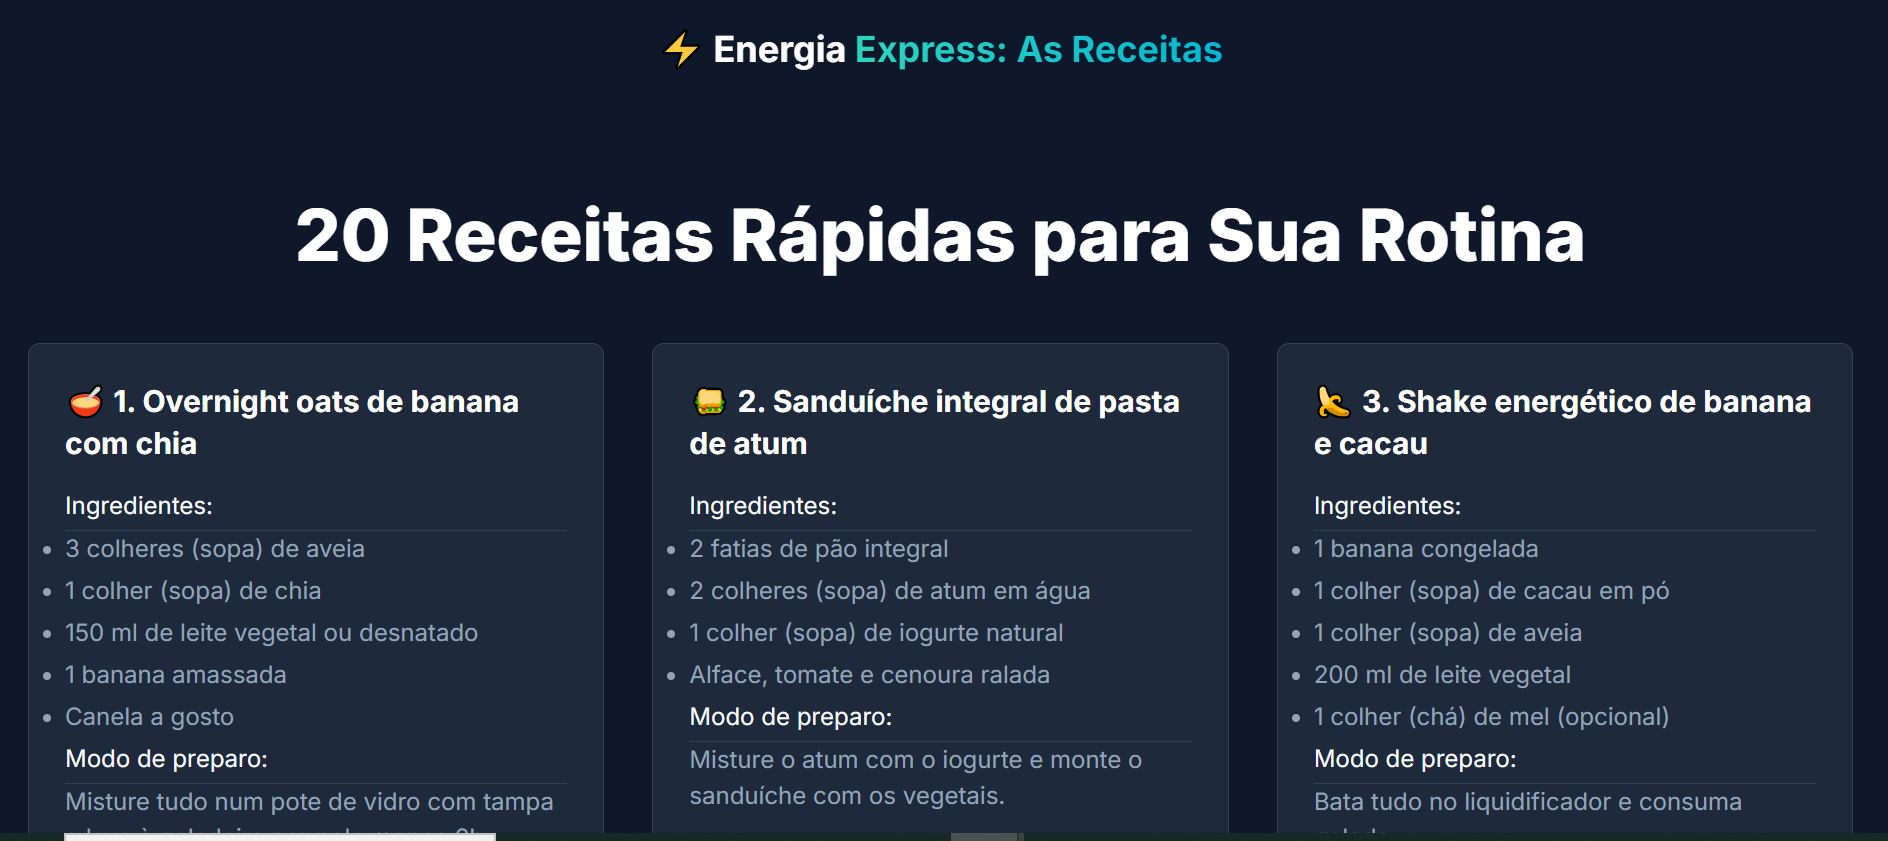 ⚡ Energia Express: As Receitas
20 Receitas Rápidas para Sua Rotina
🥣 1. Overnight oats de banana
com chia
Ingredientes:
• 3 colheres (sopa) de aveia
• 1 colher (sopa) de chia
• 150 ml de leite vegetal ou desnatado
• 1 banana amassada
• Canela a gosto
Modo de preparo:
Misture tudo num pote de vidro com tampa
🥪 2. Sanduíche integral de pasta
de atum
Ingredientes:
• 2 fatias de pão integral
• 2 colheres (sopa) de atum em água
• 1 colher (sopa) de iogurte natural
• Alface, tomate e cenoura ralada
Modo de preparo:
Misture o atum com o iogurte e monte o
sanduíche com os vegetais.
🍌 3. Shake energético de banana
e cacau
Ingredientes:
• 1 banana congelada
• 1 colher (sopa) de cacau em pó
• 1 colher (sopa) de aveia
• 200 ml de leite vegetal
• 1 colher (chá) de mel (opcional)
Modo de preparo:
Bata tudo no liquidificador e consuma